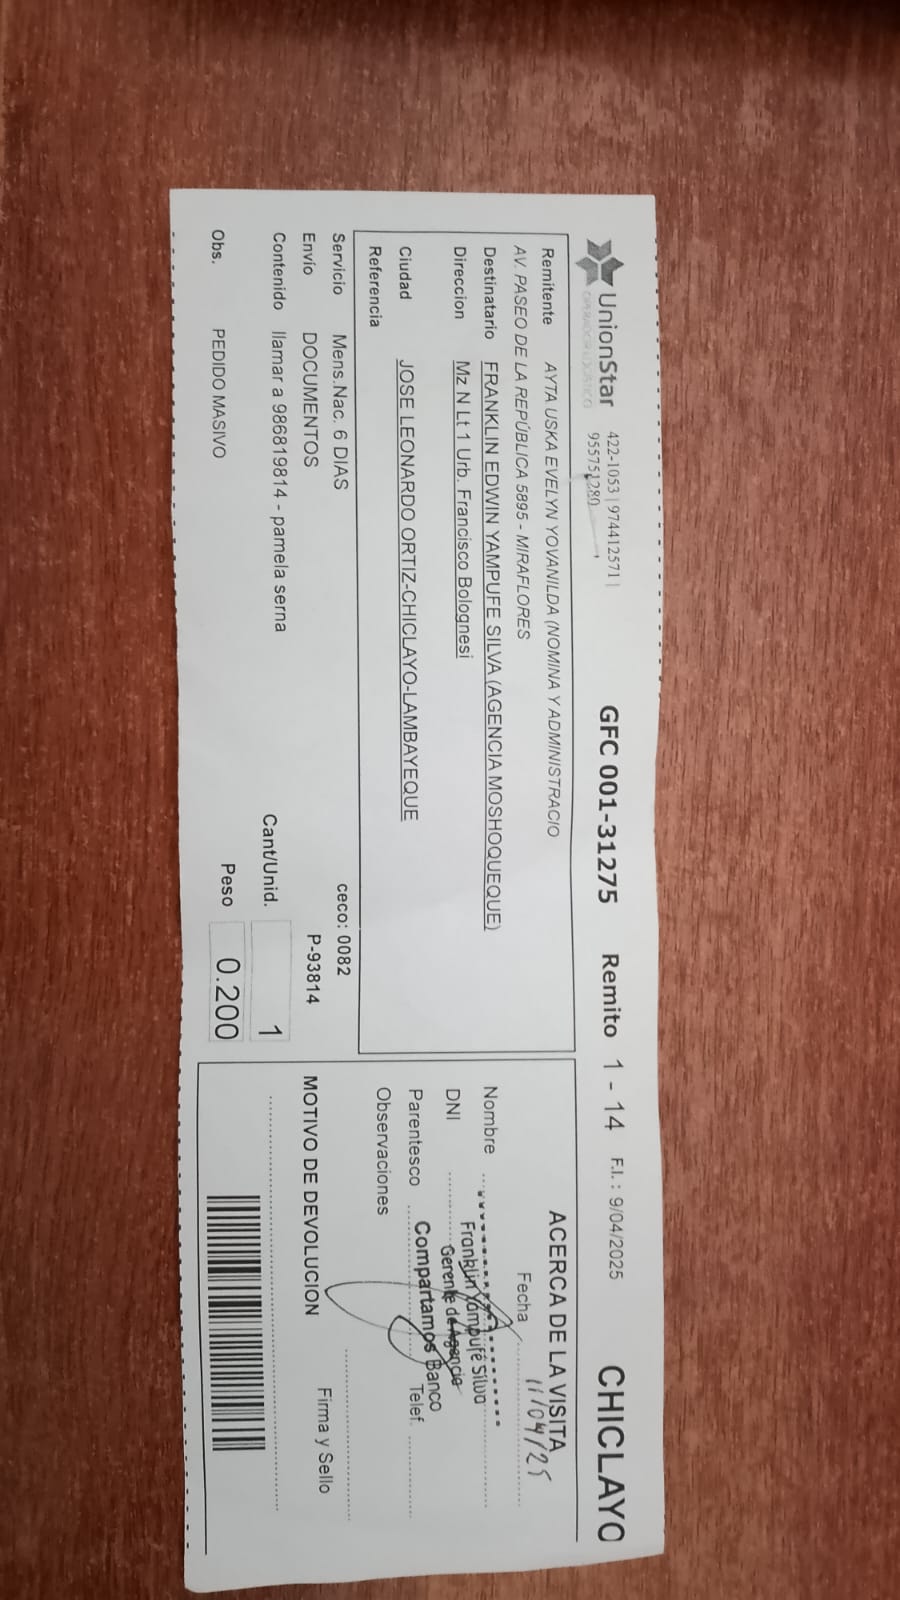 UnionStar
OPERADOR LOGISTICO
422-1053 | 974412571 |
955751280
GFC 001-31275 Remito 1 - 14 F.I. : 9/04/2025 CHICLAYO
Remitente AYTA USKA EVELYN YOVANILDA (NOMINA Y ADMINISTRACIO
AV. PASEO DE LA REPÚBLICA 5895 - MIRAFLORES
Destinatario FRANKLIN EDWIN YAMPUFE SILVA (AGENCIA MOSHOQUEQUE)
Direccion Mz N Lt 1 Urb. Francisco Bolognesi
Ciudad JOSE LEONARDO ORTIZ-CHICLAYO-LAMBAYEQUE
Referencia
Servicio Mens.Nac. 6 DIAS ceco: 0082
Envío DOCUMENTOS P-93814
Contenido llamar a 986819814 - pamela serna Cant/Unid. 1
Obs. PEDIDO MASIVO Peso 0.200
ACERCA DE LA VISITA
Fecha 11/04/25
Nombre
DNI
Parentesco Telef.
Franklin Yampufé Silva
Gerente de Agencia
Compartamos Banco
Observaciones
MOTIVO DE DEVOLUCION Firma y Sello